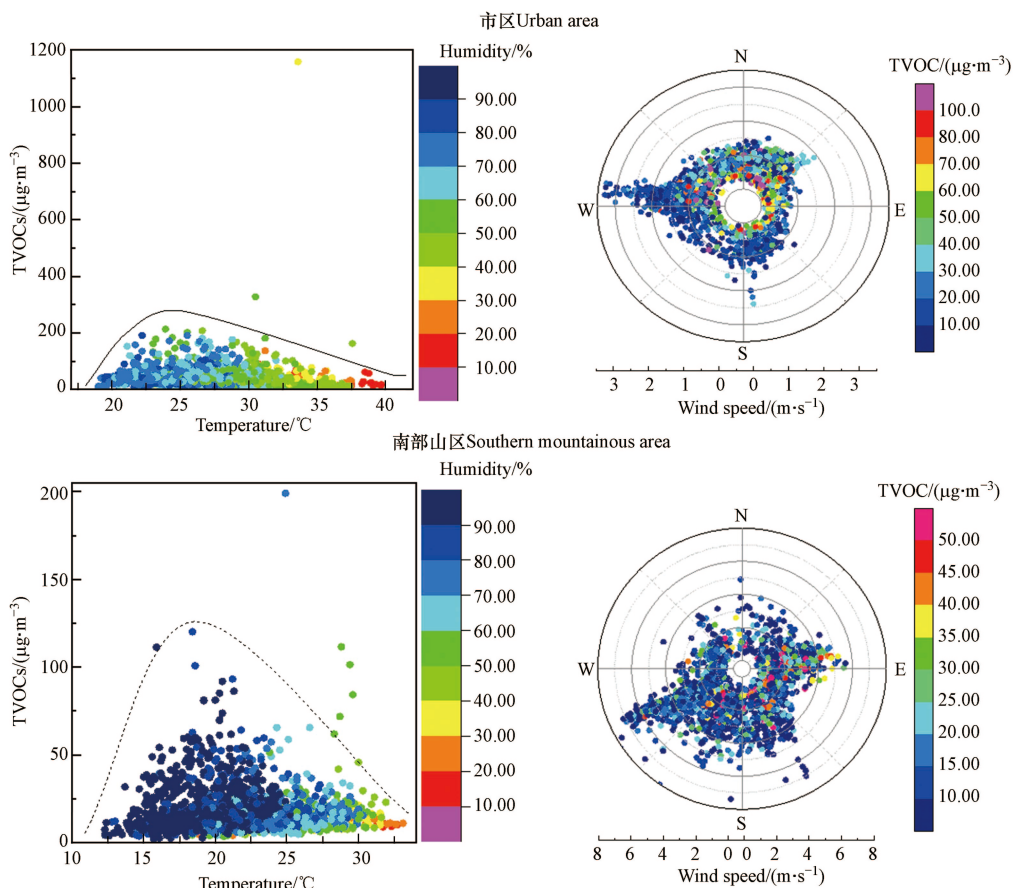 市区Urban area
Humidity/%
90.00
80.00
70.00
60.00
50.00
40.00
30.00
20.00
10.00
1200
1000
800
600
400
200
0
TVOCs/(μg·m⁻³)
20 25 30 35 40
Temperature/℃
N
W E
S
3 2 1 0 0 1 2 3
Wind speed/(m·s⁻¹)
TVOC/(μg·m⁻³)
100.0
80.00
70.00
60.00
50.00
40.00
30.00
20.00
10.00
南部山区Southern mountainous area
Humidity/%
90.00
80.00
70.00
60.00
50.00
40.00
30.00
20.00
10.00
200
150
100
50
0
TVOCs/(μg·m⁻³)
10 15 20 25 30
Temperature/℃
N
W E
S
8 6 4 2 0 0 2 4 6 8
Wind speed/(m·s⁻¹)
TVOC/(μg·m⁻³)
50.00
45.00
40.00
35.00
30.00
25.00
20.00
15.00
10.00